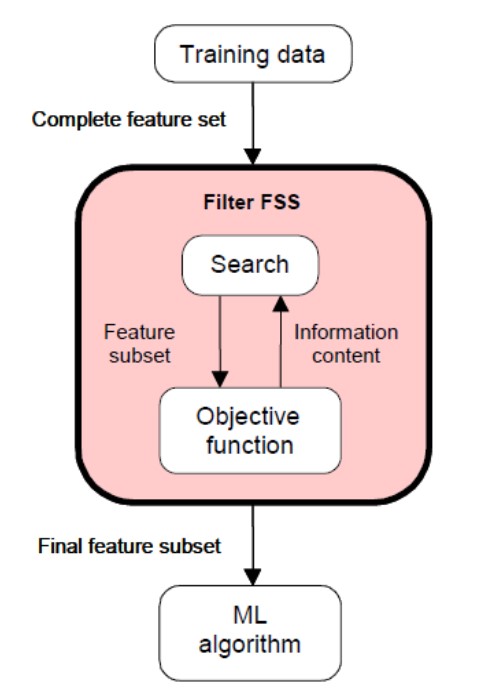 Training data
Complete feature set
Filter FSS
Search
Feature
subset
Information
content
Objective
function
Final feature subset
ML
algorithm